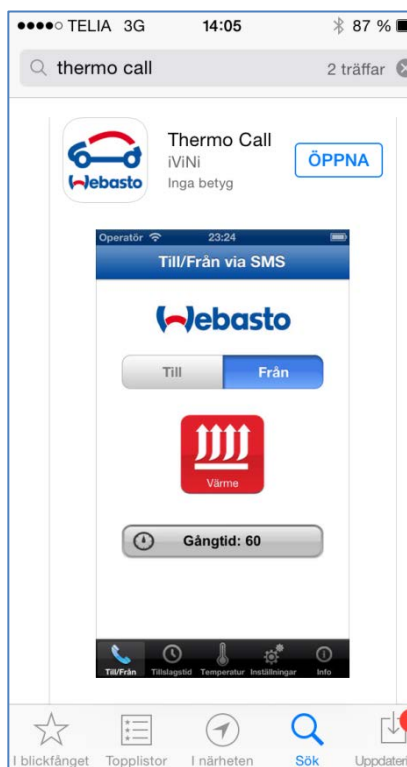 TELIA 3G 14:05 87 %
thermo call 2 träffar
Webasto
Thermo Call
iViNi
Inga betyg
ÖPPNA
Operatör 23:24
Till/Från via SMS
Webasto
Till Från
Värme
Gångtid: 60
Till/Från Tillslagstid Temperatur Inställningar Info
I blickfånget Topplistor I närheten Sök Uppdateri